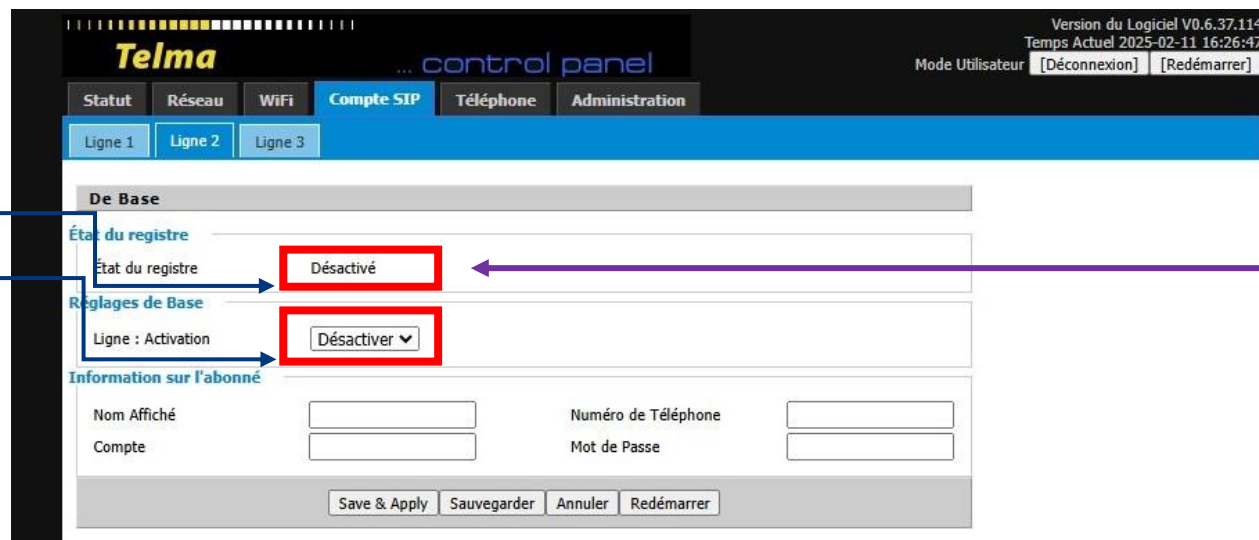 Version du Logiciel V0.6.37.114
Temps Actuel 2025-02-11 16:26:47
Telma ... control panel
Mode Utilisateur [Déconnexion] [Redémarrer]
Statut Réseau WiFi Compte SIP Téléphone Administration
Ligne 1 Ligne 2 Ligne 3
De Base
État du registre
État du registre Désactivé
Réglages de Base
Ligne : Activation Désactiver
Information sur l'abonné
Nom Affiché Numéro de Téléphone
Compte Mot de Passe
Save & Apply Sauvegarder Annuler Redémarrer